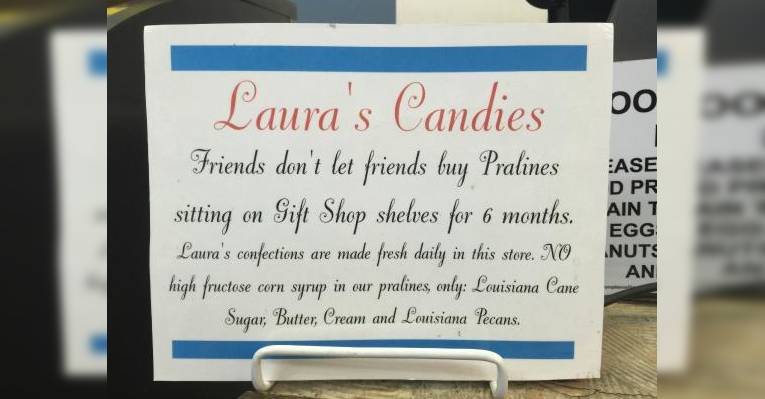 Laura's Candies
Friends don't let friends buy Pralines
sitting on Gift Shop shelves for 6 months.
Laura's confections are made fresh daily in this store. NO
high fructose corn syrup in our pralines, only: Louisiana Cane
Sugar, Butter, Cream and Louisiana Pecans.